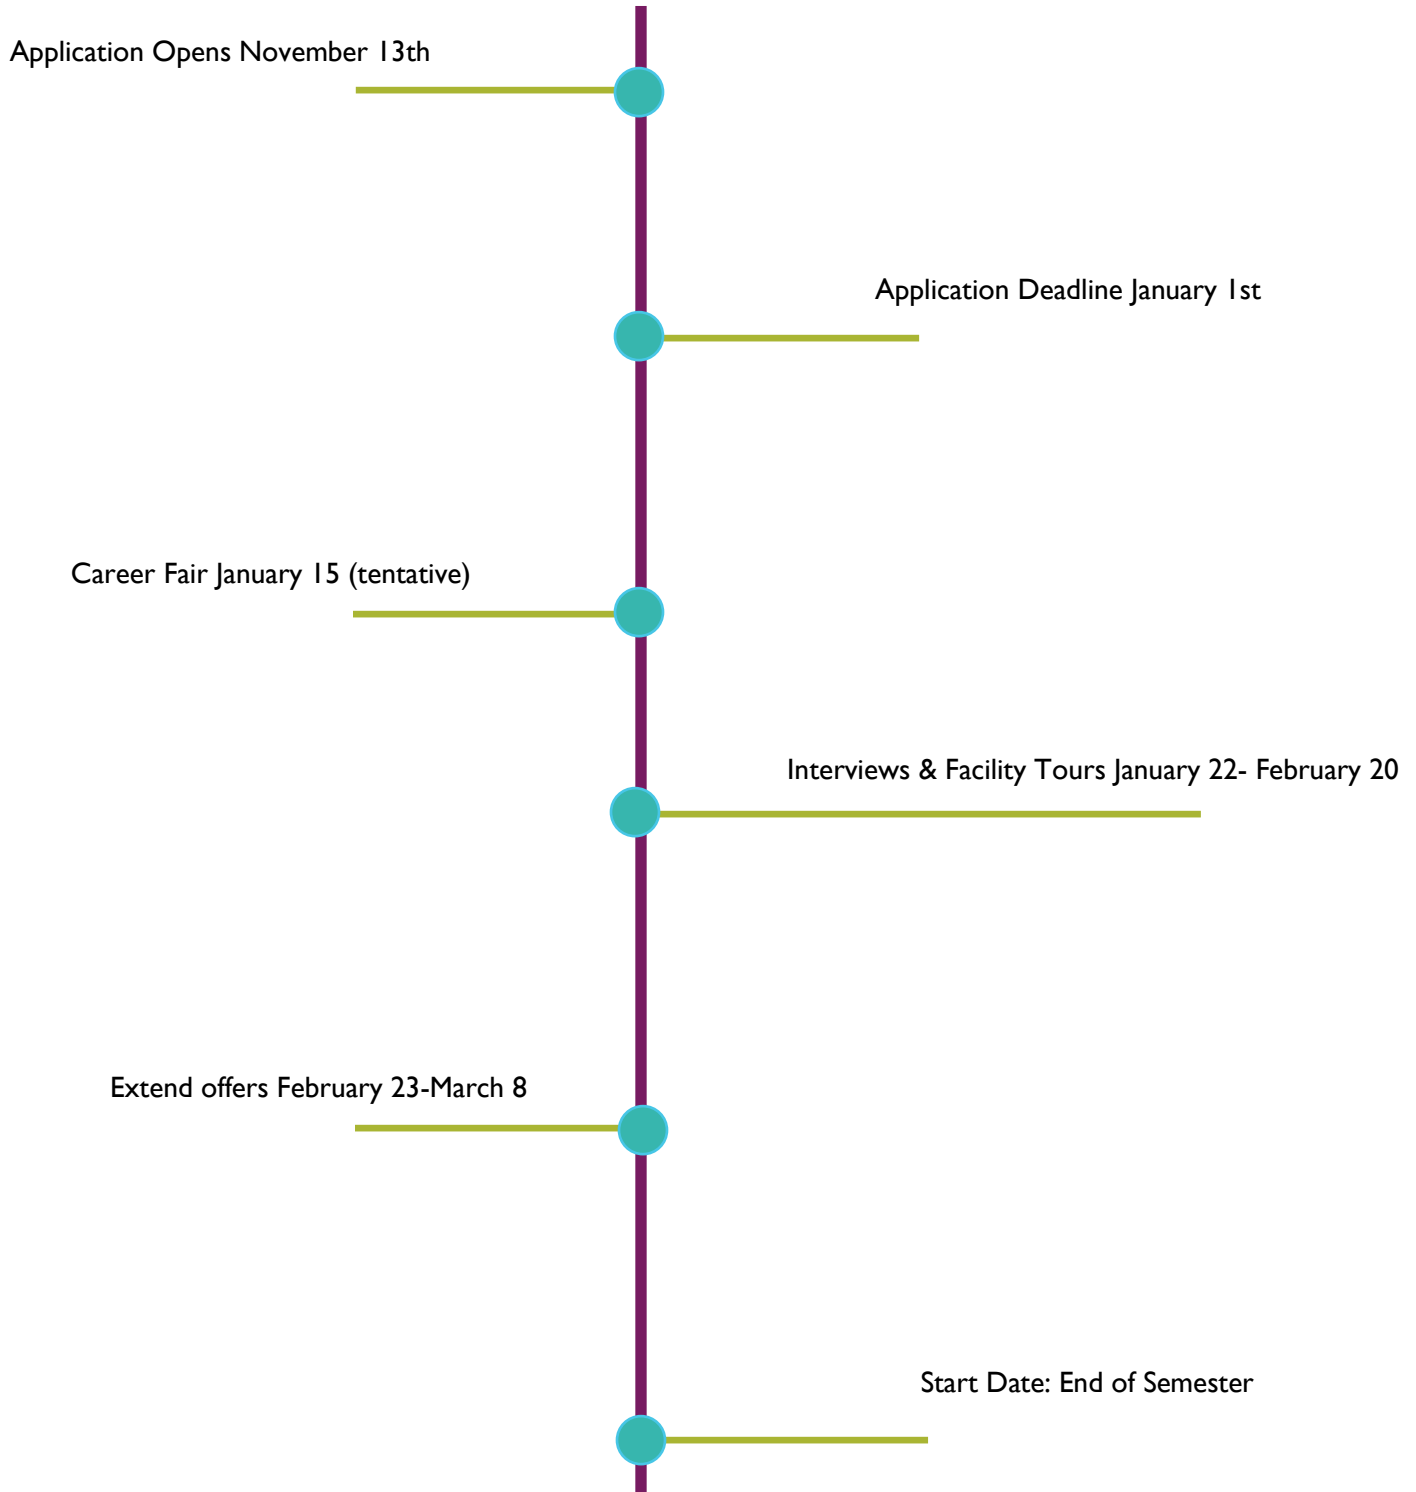 Application Opens November 13th
Application Deadline January 1st
Career Fair January 15 (tentative)
Interviews & Facility Tours January 22- February 20
Extend offers February 23-March 8
Start Date: End of Semester